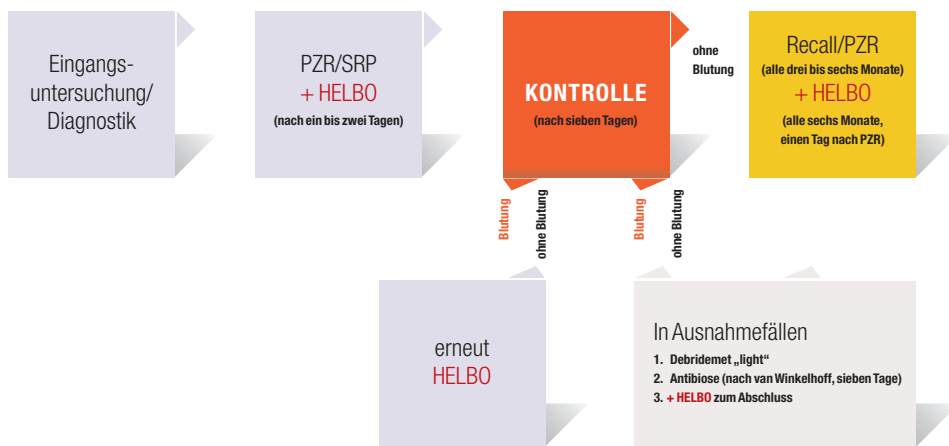 Eingangs-
untersuchung/
Diagnostik
PZR/SRP
+ HELBO
(nach ein bis zwei Tagen)
KONTROLLE
(nach sieben Tagen)
ohne
Blutung
Recall/PZR
(alle drei bis sechs Monate)
+ HELBO
(alle sechs Monate,
einen Tag nach PZR)
Blutung
ohne Blutung
Blutung
ohne Blutung
erneut
HELBO
In Ausnahmefällen
1. Debridemet „light“
2. Antibiose (nach van Winkelhoff, sieben Tage)
3. + HELBO zum Abschluss